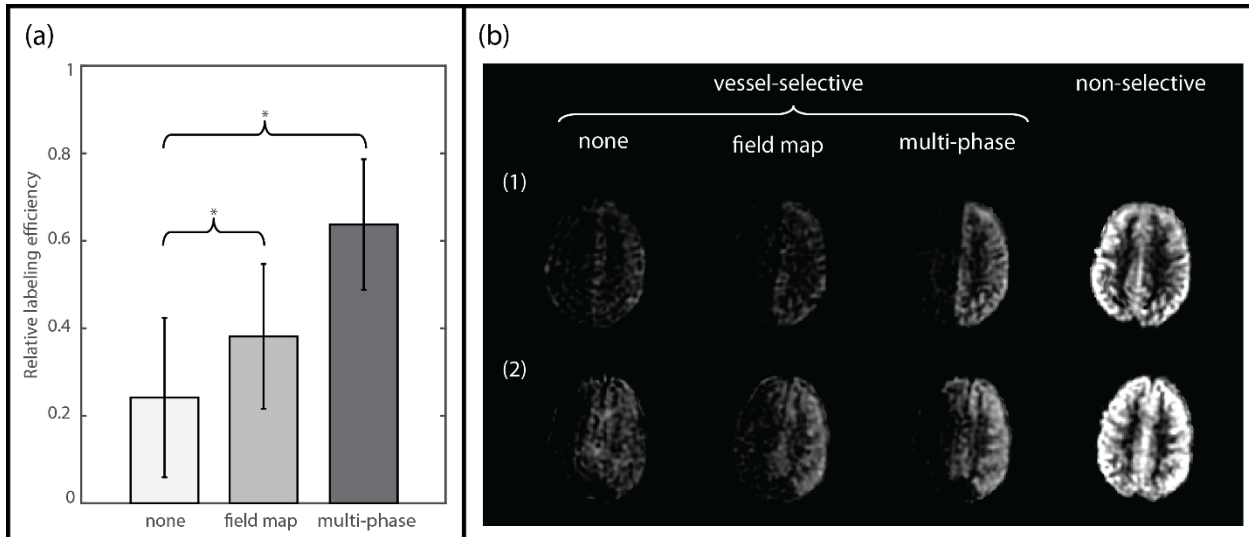 (a)
1
0.8
0.6
0.4
0.2
0
Relative labeling efficiency
*
*
none field map multi-phase
(b)
vessel-selective non-selective
none field map multi-phase
(1)
(2)